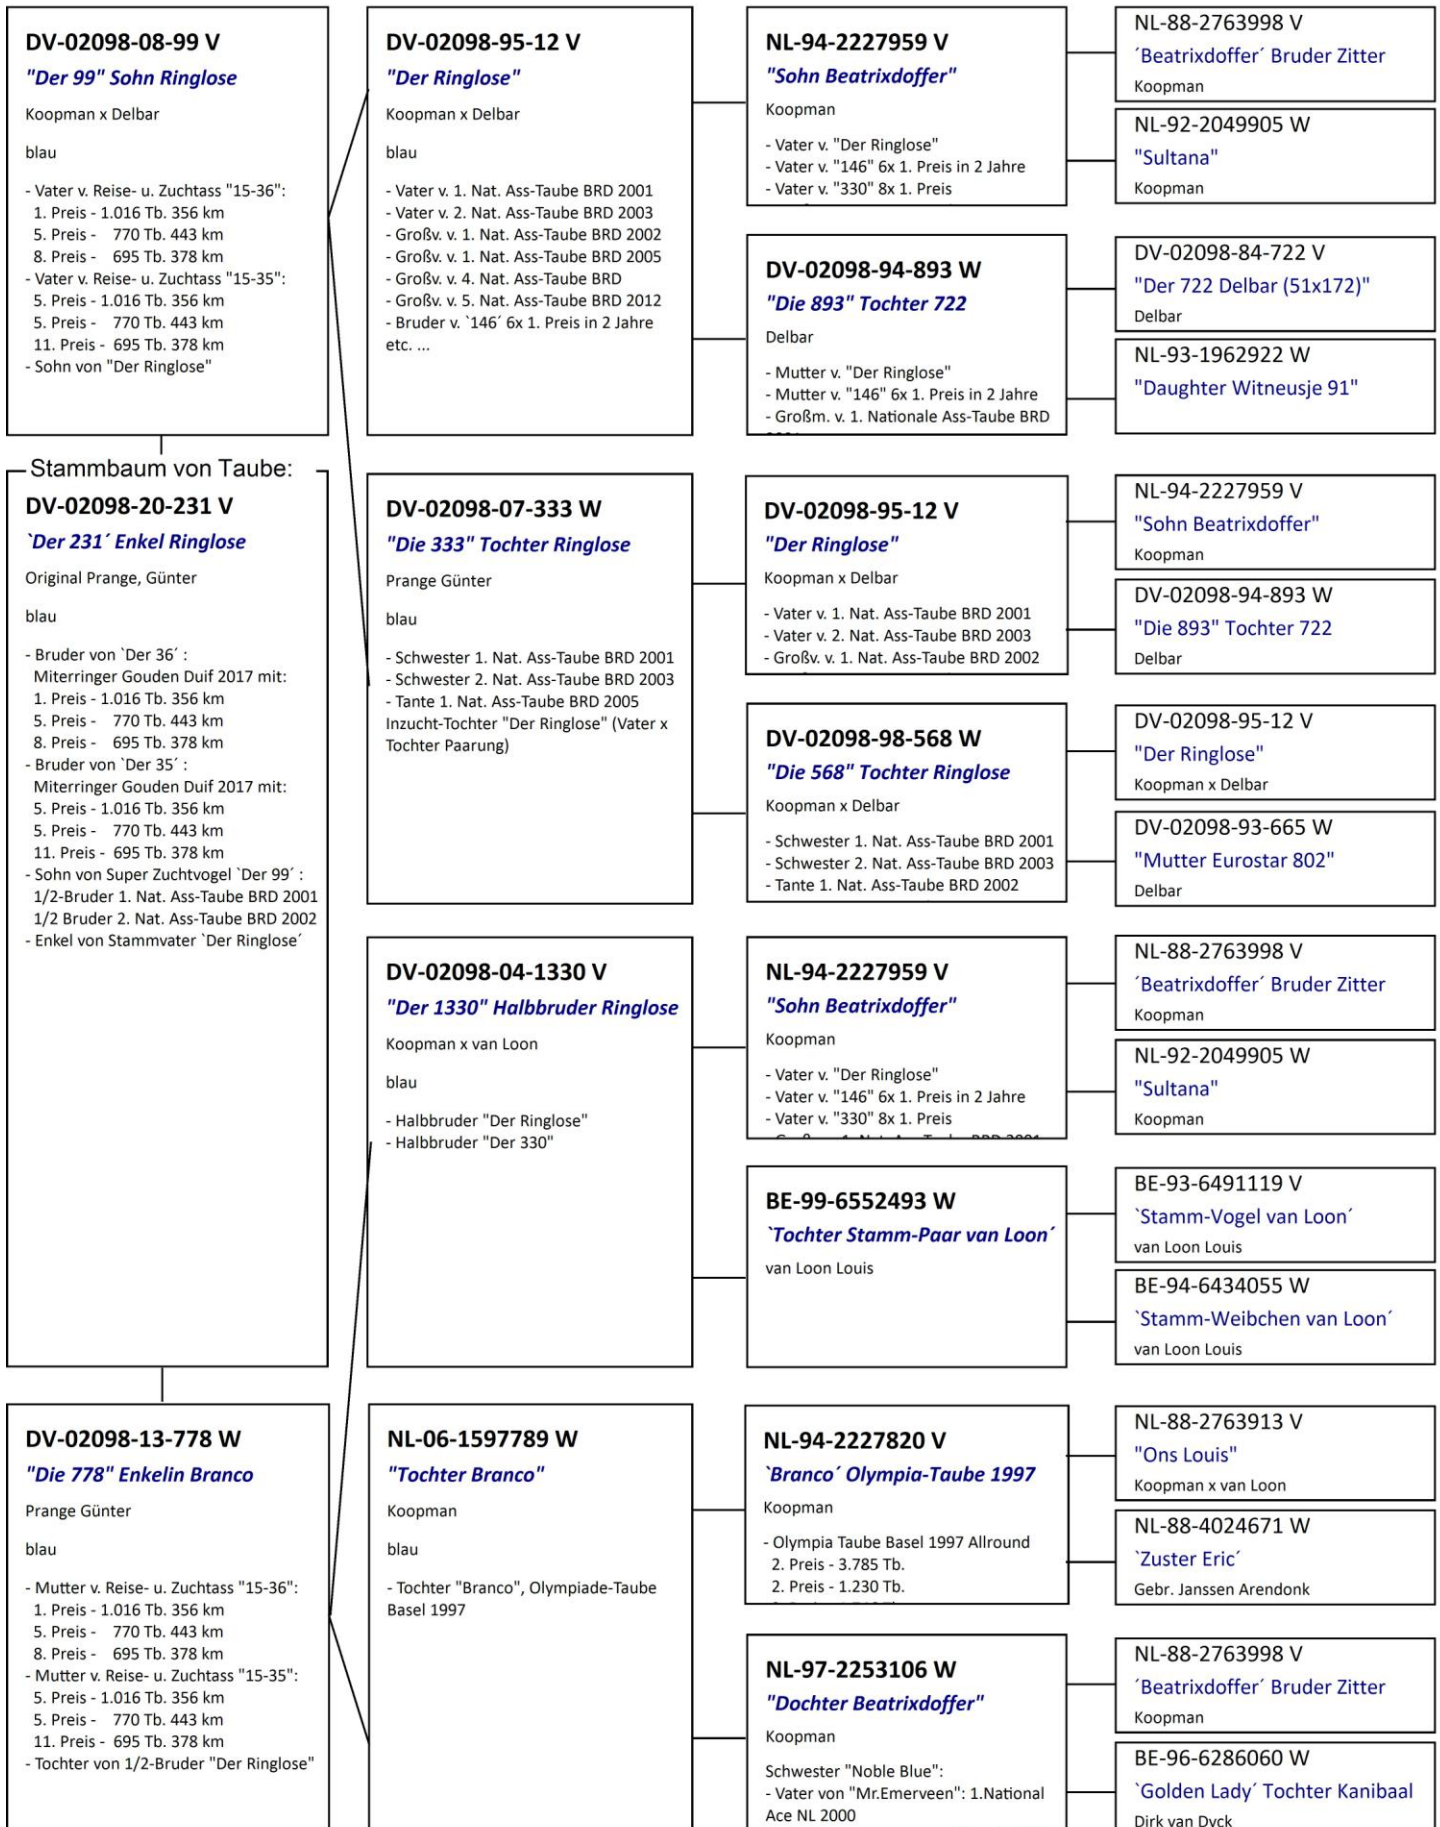 DV-02098-08-99 V
"Der 99" Sohn Ringlose
Koopman x Delbar
blau
- Vater v. Reise- u. Zuchtass "15-36":
1. Preis - 1.016 Tb. 356 km
5. Preis - 770 Tb. 443 km
8. Preis - 695 Tb. 378 km
- Vater v. Reise- u. Zuchtass "15-35":
5. Preis - 1.016 Tb. 356 km
5. Preis - 770 Tb. 443 km
11. Preis - 695 Tb. 378 km
- Sohn von "Der Ringlose"
Stammbaum von Taube:
DV-02098-20-231 V
`Der 231´ Enkel Ringlose
Original Prange, Günter
blau
- Bruder von `Der 36´ :
Miterringer Gouden Duif 2017 mit:
1. Preis - 1.016 Tb. 356 km
5. Preis - 770 Tb. 443 km
8. Preis - 695 Tb. 378 km
- Bruder von `Der 35´ :
Miterringer Gouden Duif 2017 mit:
5. Preis - 1.016 Tb. 356 km
5. Preis - 770 Tb. 443 km
11. Preis - 695 Tb. 378 km
- Sohn von Super Zuchtvogel `Der 99´ :
1/2-Bruder 1. Nat. Ass-Taube BRD 2001
1/2 Bruder 2. Nat. Ass-Taube BRD 2002
- Enkel von Stammvater `Der Ringlose´
DV-02098-13-778 W
"Die 778" Enkelin Branco
Prange Günter
blau
- Mutter v. Reise- u. Zuchtass "15-36":
1. Preis - 1.016 Tb. 356 km
5. Preis - 770 Tb. 443 km
8. Preis - 695 Tb. 378 km
- Mutter v. Reise- u. Zuchtass "15-35":
5. Preis - 1.016 Tb. 356 km
5. Preis - 770 Tb. 443 km
11. Preis - 695 Tb. 378 km
- Tochter von 1/2-Bruder "Der Ringlose"
DV-02098-95-12 V
"Der Ringlose"
Koopman x Delbar
blau
- Vater v. 1. Nat. Ass-Taube BRD 2001
- Vater v. 2. Nat. Ass-Taube BRD 2003
- Großv. v. 1. Nat. Ass-Taube BRD 2002
- Großv. v. 1. Nat. Ass-Taube BRD 2005
- Großv. v. 4. Nat. Ass-Taube BRD
- Großv. v. 5. Nat. Ass-Taube BRD 2012
- Bruder v. `146´ 6x 1. Preis in 2 Jahre
etc. ...
DV-02098-07-333 W
"Die 333" Tochter Ringlose
Prange Günter
blau
- Schwester 1. Nat. Ass-Taube BRD 2001
- Schwester 2. Nat. Ass-Taube BRD 2003
- Tante 1. Nat. Ass-Taube BRD 2005
Inzucht-Tochter "Der Ringlose" (Vater x
Tochter Paarung)
DV-02098-04-1330 V
"Der 1330" Halbbruder Ringlose
Koopman x van Loon
blau
- Halbbruder "Der Ringlose"
- Halbbruder "Der 330"
NL-06-1597789 W
"Tochter Branco"
Koopman
blau
- Tochter "Branco", Olympiade-Taube
Basel 1997
NL-94-2227959 V
"Sohn Beatrixdoffer"
Koopman
- Vater v. "Der Ringlose"
- Vater v. "146" 6x 1. Preis in 2 Jahre
- Vater v. "330" 8x 1. Preis
DV-02098-94-893 W
"Die 893" Tochter 722
Delbar
- Mutter v. "Der Ringlose"
- Mutter v. "146" 6x 1. Preis in 2 Jahre
- Großm. v. 1. Nationale Ass-Taube BRD
DV-02098-95-12 V
"Der Ringlose"
Koopman x Delbar
- Vater v. 1. Nat. Ass-Taube BRD 2001
- Vater v. 2. Nat. Ass-Taube BRD 2003
- Großv. v. 1. Nat. Ass-Taube BRD 2002
DV-02098-98-568 W
"Die 568" Tochter Ringlose
Koopman x Delbar
- Schwester 1. Nat. Ass-Taube BRD 2001
- Schwester 2. Nat. Ass-Taube BRD 2003
- Tante 1. Nat. Ass-Taube BRD 2002
NL-94-2227959 V
"Sohn Beatrixdoffer"
Koopman
- Vater v. "Der Ringlose"
- Vater v. "146" 6x 1. Preis in 2 Jahre
- Vater v. "330" 8x 1. Preis
BE-99-6552493 W
`Tochter Stamm-Paar van Loon´
van Loon Louis
NL-94-2227820 V
`Branco´ Olympia-Taube 1997
Koopman
- Olympia Taube Basel 1997 Allround
2. Preis - 3.785 Tb.
2. Preis - 1.230 Tb.
NL-97-2253106 W
"Dochter Beatrixdoffer"
Koopman
Schwester "Noble Blue":
- Vater von "Mr.Emerveen": 1.National
Ace NL 2000
NL-88-2763998 V
´Beatrixdoffer´ Bruder Zitter
Koopman
NL-92-2049905 W
"Sultana"
Koopman
DV-02098-84-722 V
"Der 722 Delbar (51x172)"
Delbar
NL-93-1962922 W
"Daughter Witneusje 91"
NL-94-2227959 V
"Sohn Beatrixdoffer"
Koopman
DV-02098-94-893 W
"Die 893" Tochter 722
Delbar
DV-02098-95-12 V
"Der Ringlose"
Koopman x Delbar
DV-02098-93-665 W
"Mutter Eurostar 802"
Delbar
NL-88-2763998 V
´Beatrixdoffer´ Bruder Zitter
Koopman
NL-92-2049905 W
"Sultana"
Koopman
BE-93-6491119 V
`Stamm-Vogel van Loon´
van Loon Louis
BE-94-6434055 W
`Stamm-Weibchen van Loon´
van Loon Louis
NL-88-2763913 V
"Ons Louis"
Koopman x van Loon
NL-88-4024671 W
`Zuster Eric´
Gebr. Janssen Arendonk
NL-88-2763998 V
´Beatrixdoffer´ Bruder Zitter
Koopman
BE-96-6286060 W
`Golden Lady´ Tochter Kanibaal
Dirk van Dyck